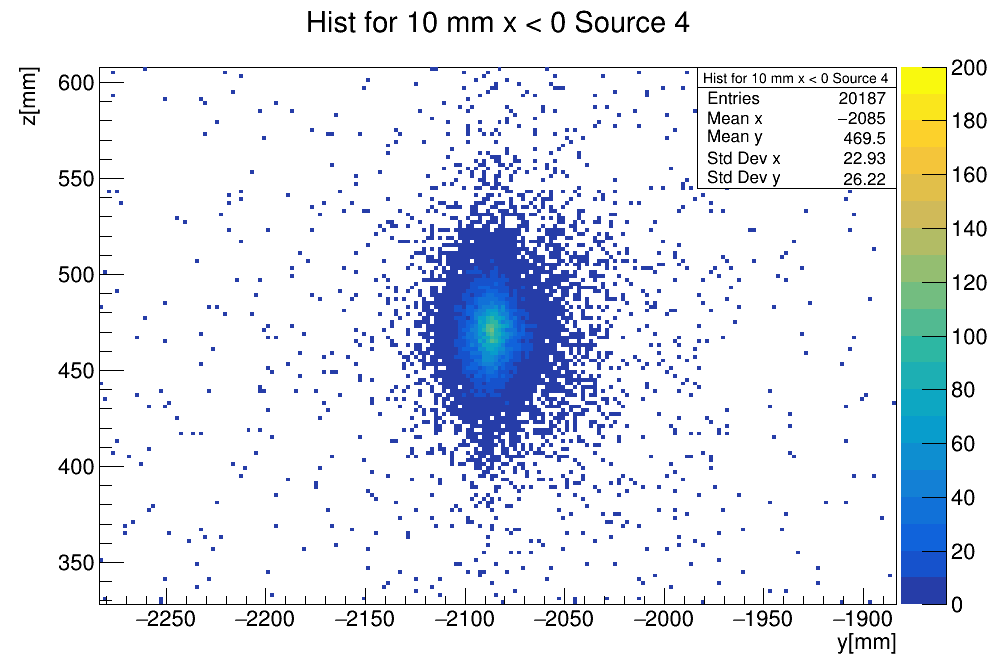 Hist for 10 mm x < 0 Source 4
z[mm]
600
550
500
450
400
350
Hist for 10 mm x < 0 Source 4
Entries 20187
Mean x −2085
Mean y 469.5
Std Dev x 22.93
Std Dev y 26.22
200
180
160
140
120
100
80
60
40
20
0
−2250 −2200 −2150 −2100 −2050 −2000 −1950 −1900
y[mm]